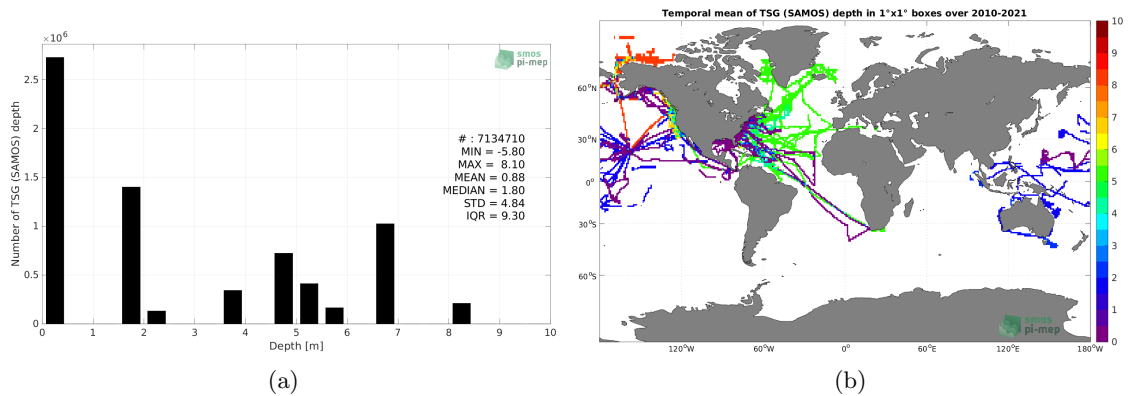 ×10⁶
smos
pi-mep
Number of TSG (SAMOS) depth
2.5
2
1.5
1
0.5
0
# : 7134710
MIN = -5.80
MAX = 8.10
MEAN = 0.88
MEDIAN = 1.80
STD = 4.84
IQR = 9.30
0 1 2 3 4 5 6 7 8 9 10
Depth [m]
(a)
Temporal mean of TSG (SAMOS) depth in 1°x1° boxes over 2010-2021
60°N
30°N
0°
30°S
60°S
120°W 60°W 0° 60°E 120°E 180°W
smos
pi-mep
10
9
8
7
6
5
4
3
2
1
0
(b)